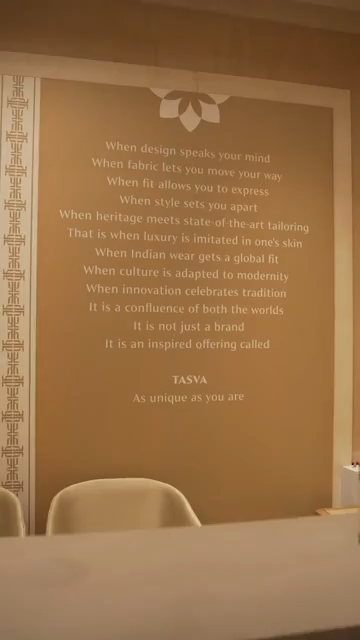 When design speaks your mind
When fabric lets you move your way
When fit allows you to express
When style sets you apart
When heritage meets state-of-the-art tailoring
That is when luxury is imitated in one's skin
When Indian wear gets a global fit
When culture is adapted to modernity
When innovation celebrates tradition
It is a confluence of both the worlds
It is not just a brand
It is an inspired offering called
TASVA
As unique as you are